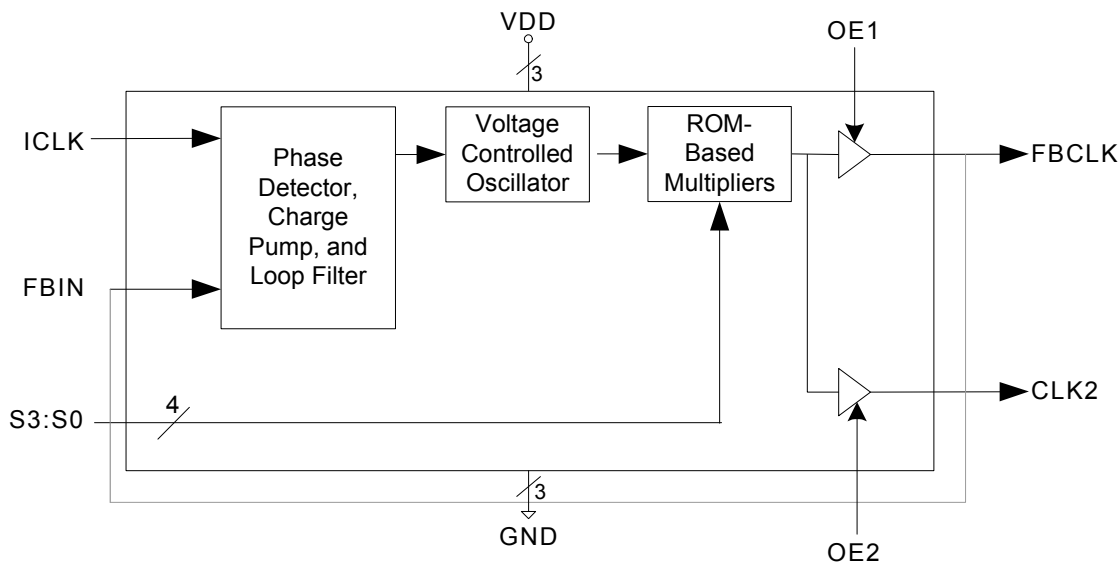 VDD
OE1
3
ICLK
Phase
Detector,
Charge
Pump, and
Loop Filter
Voltage
Controlled
Oscillator
ROM-
Based
Multipliers
FBCLK
FBIN
CLK2
S3:S0
4
3
GND
OE2